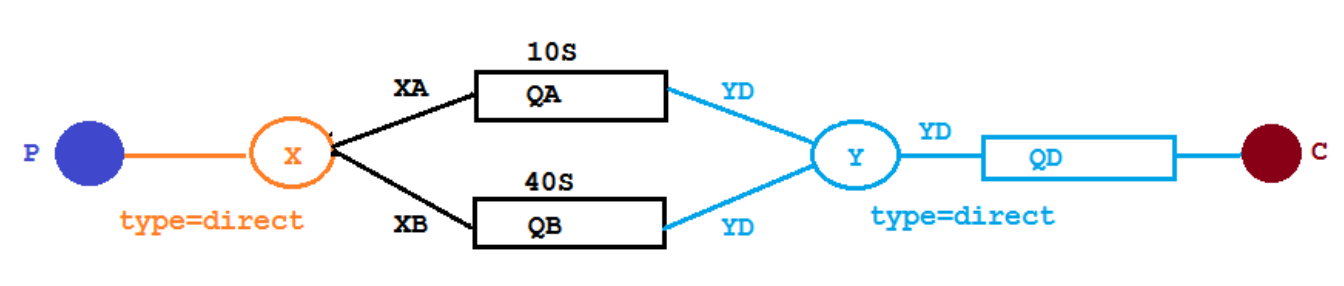 10S
XA
QA
YD
YD
P
X
Y
QD
C
type=direct
40S
type=direct
XB
QB
YD